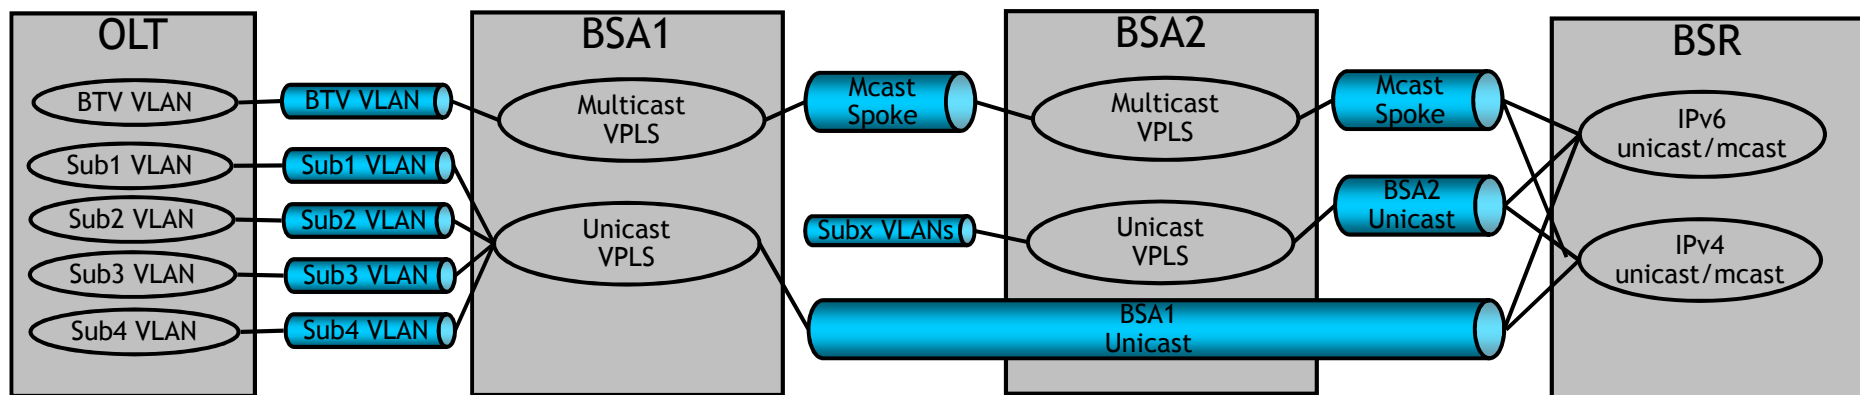 OLT
BSA1
BSA2
BSR
BTV VLAN
Sub1 VLAN
Sub2 VLAN
Sub3 VLAN
Sub4 VLAN
BTV VLAN
Sub1 VLAN
Sub2 VLAN
Sub3 VLAN
Sub4 VLAN
Multicast
VPLS
Unicast
VPLS
Mcast
Spoke
Subx VLANs
Multicast
VPLS
Unicast
VPLS
BSA1
Unicast
Mcast
Spoke
BSA2
Unicast
IPv6
unicast/mcast
IPv4
unicast/mcast